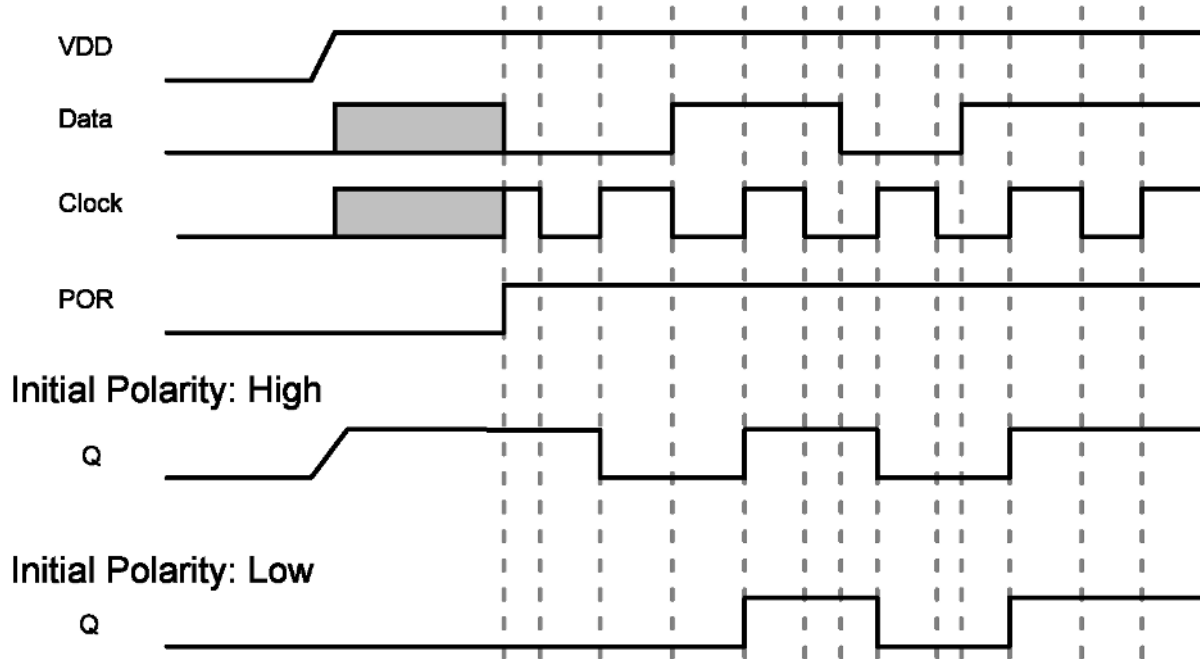 VDD
Data
Clock
POR
Initial Polarity: High
Q
Initial Polarity: Low
Q